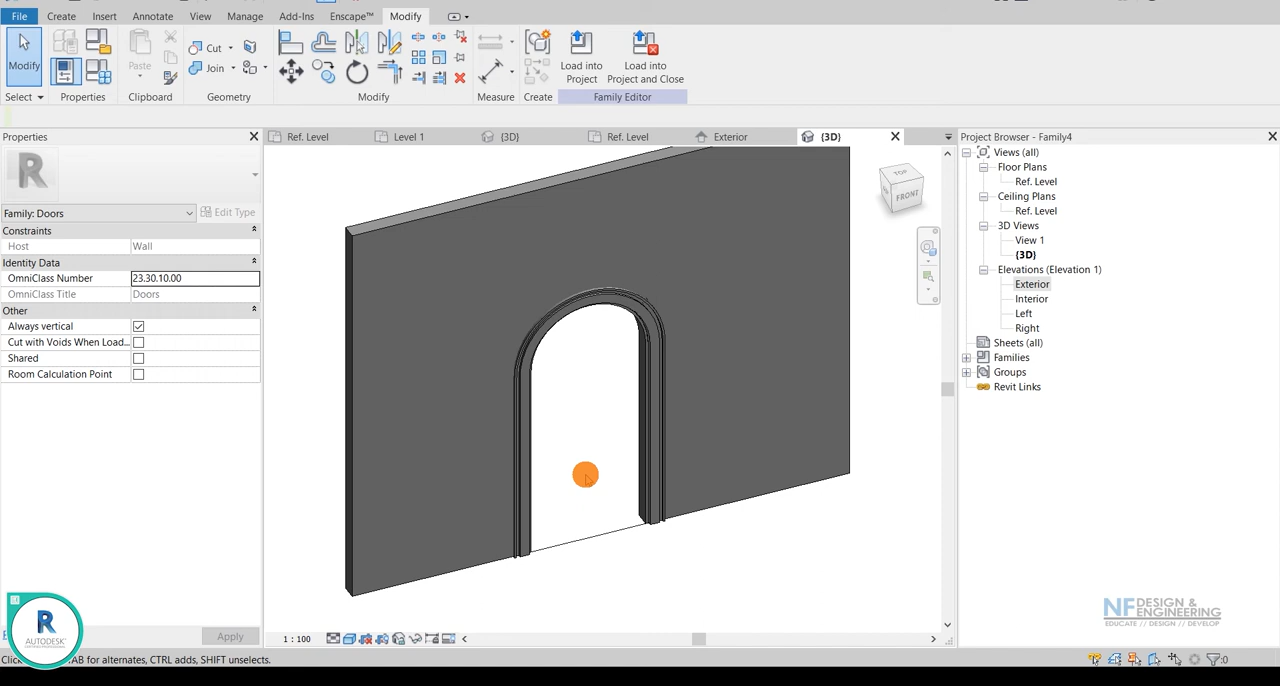 File Create Insert Annotate View Manage Add-Ins Enscape™ Modify
Modify
Paste
Cut
Join
Load into
Project
Load into
Project and Close
Select
Properties
Clipboard
Geometry
Modify
Measure
Create
Family Editor
Properties
Ref. Level
Level 1
{3D}
Ref. Level
Exterior
{3D}
Project Browser - Family4
R
Family: Doors
Edit Type
Constraints
Host Wall
Identity Data
OmniClass Number 23.30.10.00
OmniClass Title Doors
Other
Always vertical
Cut with Voids When Load...
Shared
Room Calculation Point
Apply
TOP
FRONT
Views (all)
Floor Plans
Ref. Level
Ceiling Plans
Ref. Level
3D Views
View 1
{3D}
Elevations (Elevation 1)
Exterior
Interior
Left
Right
Sheets (all)
Families
Groups
Revit Links
NF DESIGN &
ENGINEERING
EDUCATE // DESIGN // DEVELOP
R
AUTODESK
1 : 100
TAB for alternates, CTRL adds, SHIFT unselects.
:0